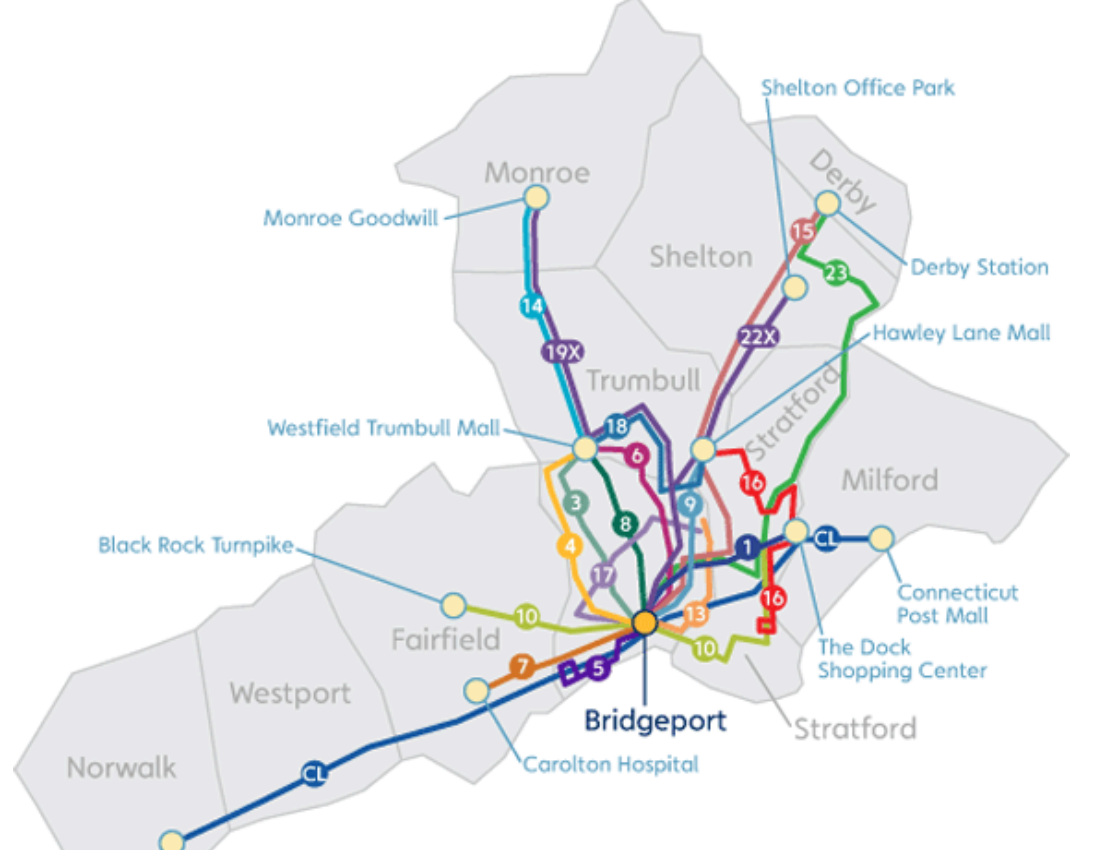 Shelton Office Park
Derby
Monroe
Monroe Goodwill
15
Shelton
Derby Station
23
14
22X
Hawley Lane Mall
19X
Trumbull
Stratford
18
Westfield Trumbull Mall
6
16
Milford
3
9
8
Black Rock Turnpike
4
1
CL
17
Connecticut
Post Mall
16
10
13
Fairfield
10
The Dock
Shopping Center
7
5
Westport
Bridgeport
Stratford
Norwalk
Carolton Hospital
CL